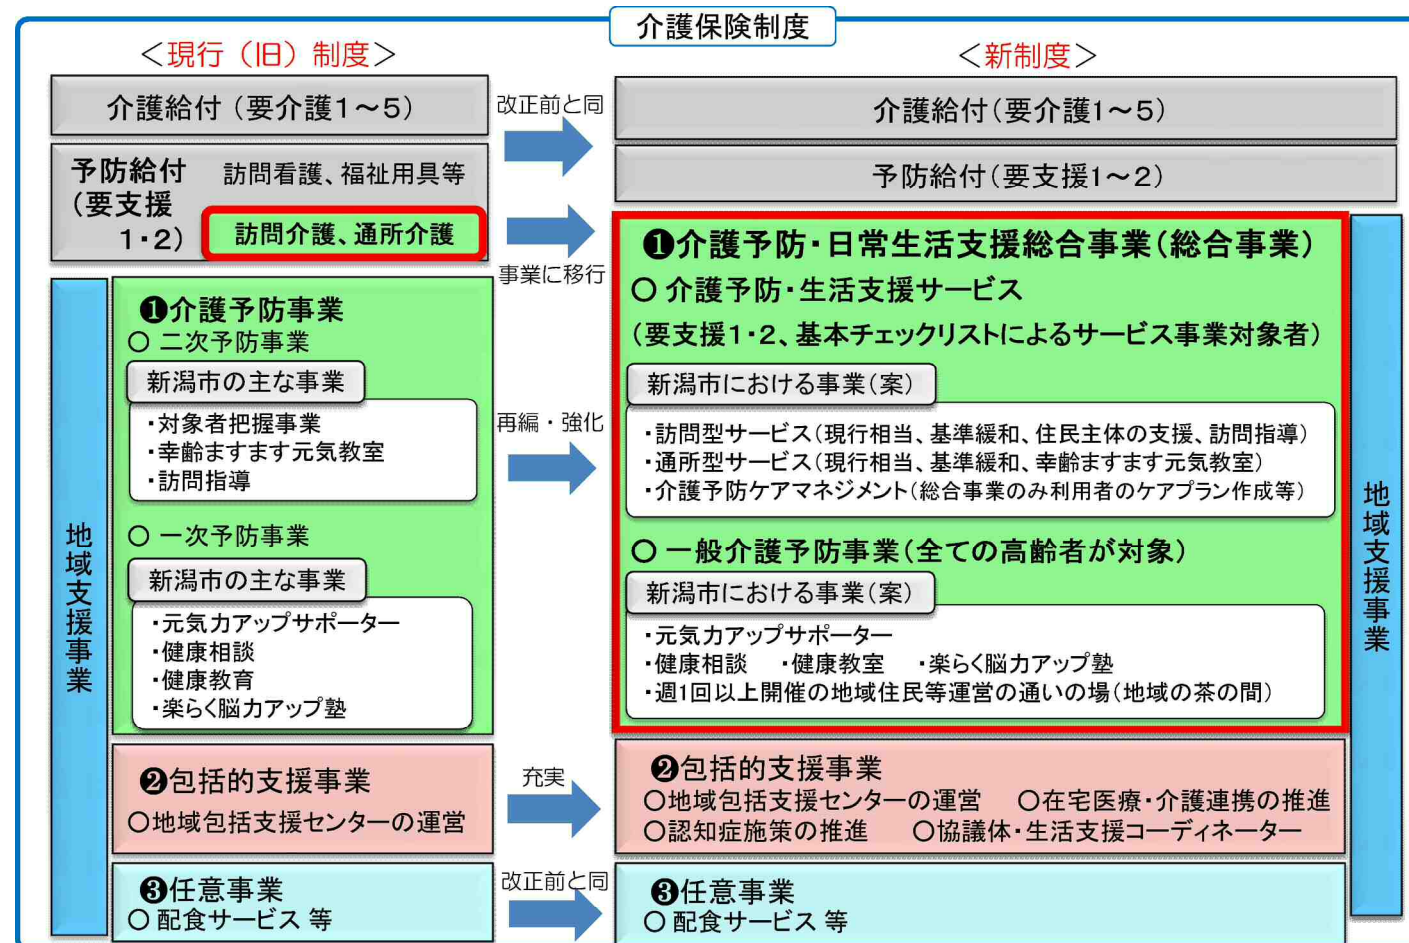 介護保険制度
＜現行（旧）制度＞
介護給付（要介護1～5）
予防給付
（要支援
1・2）
訪問看護、福祉用具等
訪問介護、通所介護
地域支援事業
❶介護予防事業
○ 二次予防事業
新潟市の主な事業
・対象者把握事業
・幸齢ますます元気教室
・訪問指導
○ 一次予防事業
新潟市の主な事業
・元気力アップサポーター
・健康相談
・健康教育
・楽らく脳力アップ塾
❷包括的支援事業
○地域包括支援センターの運営
❸任意事業
○ 配食サービス 等
改正前と同
事業に移行
再編・強化
充実
改正前と同
＜新制度＞
介護給付（要介護1～5）
予防給付（要支援1～2）
❶介護予防・日常生活支援総合事業（総合事業）
○ 介護予防・生活支援サービス
（要支援1・2、基本チェックリストによるサービス事業対象者）
新潟市における事業（案）
・訪問型サービス（現行相当、基準緩和、住民主体の支援、訪問指導）
・通所型サービス（現行相当、基準緩和、幸齢ますます元気教室）
・介護予防ケアマネジメント（総合事業のみ利用者のケアプラン作成等）
○ 一般介護予防事業（全ての高齢者が対象）
新潟市における事業（案）
・元気力アップサポーター
・健康相談 ・健康教室 ・楽らく脳力アップ塾
・週1回以上開催の地域住民等運営の通いの場（地域の茶の間）
❷包括的支援事業
○地域包括支援センターの運営 ○在宅医療・介護連携の推進
○認知症施策の推進 ○協議体・生活支援コーディネーター
❸任意事業
○ 配食サービス 等
地域支援事業